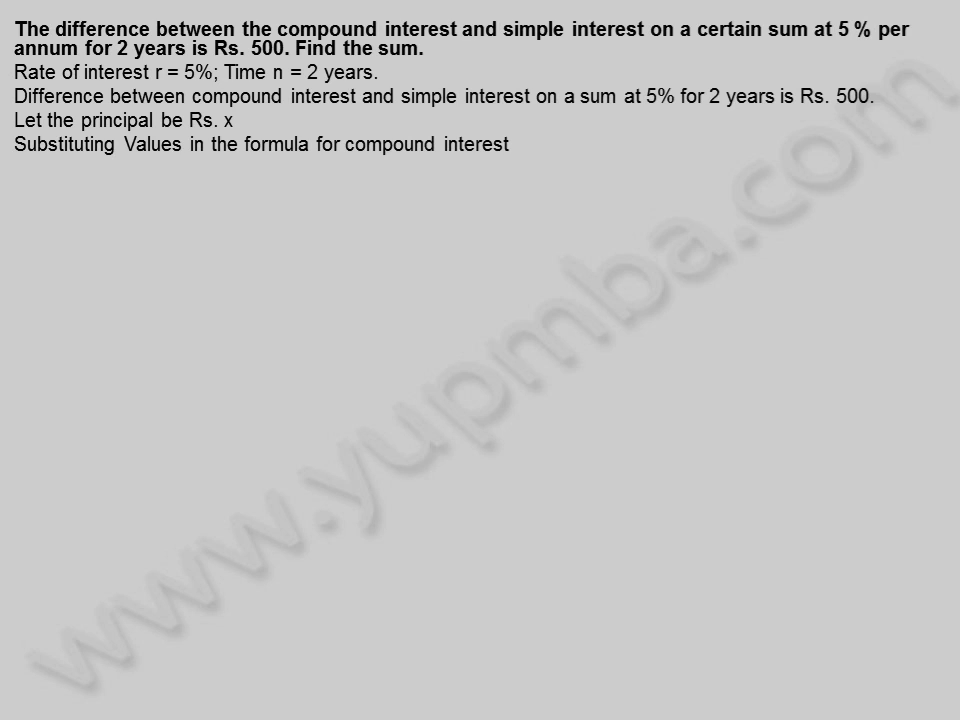 The difference between the compound interest and simple interest on a certain sum at 5 % per
annum for 2 years is Rs. 500. Find the sum.
Rate of interest r = 5%; Time n = 2 years.
Difference between compound interest and simple interest on a sum at 5% for 2 years is Rs. 500.
Let the principal be Rs. x
Substituting Values in the formula for compound interest
www.yupmba.com